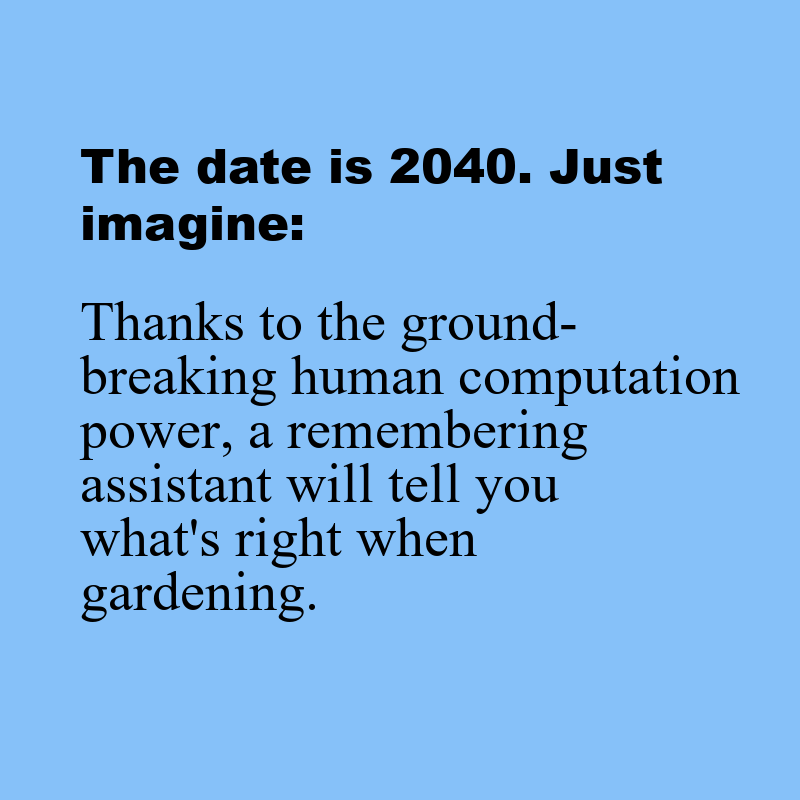 The date is 2040. Just
imagine:
Thanks to the ground-
breaking human computation
power, a remembering
assistant will tell you
what's right when
gardening.